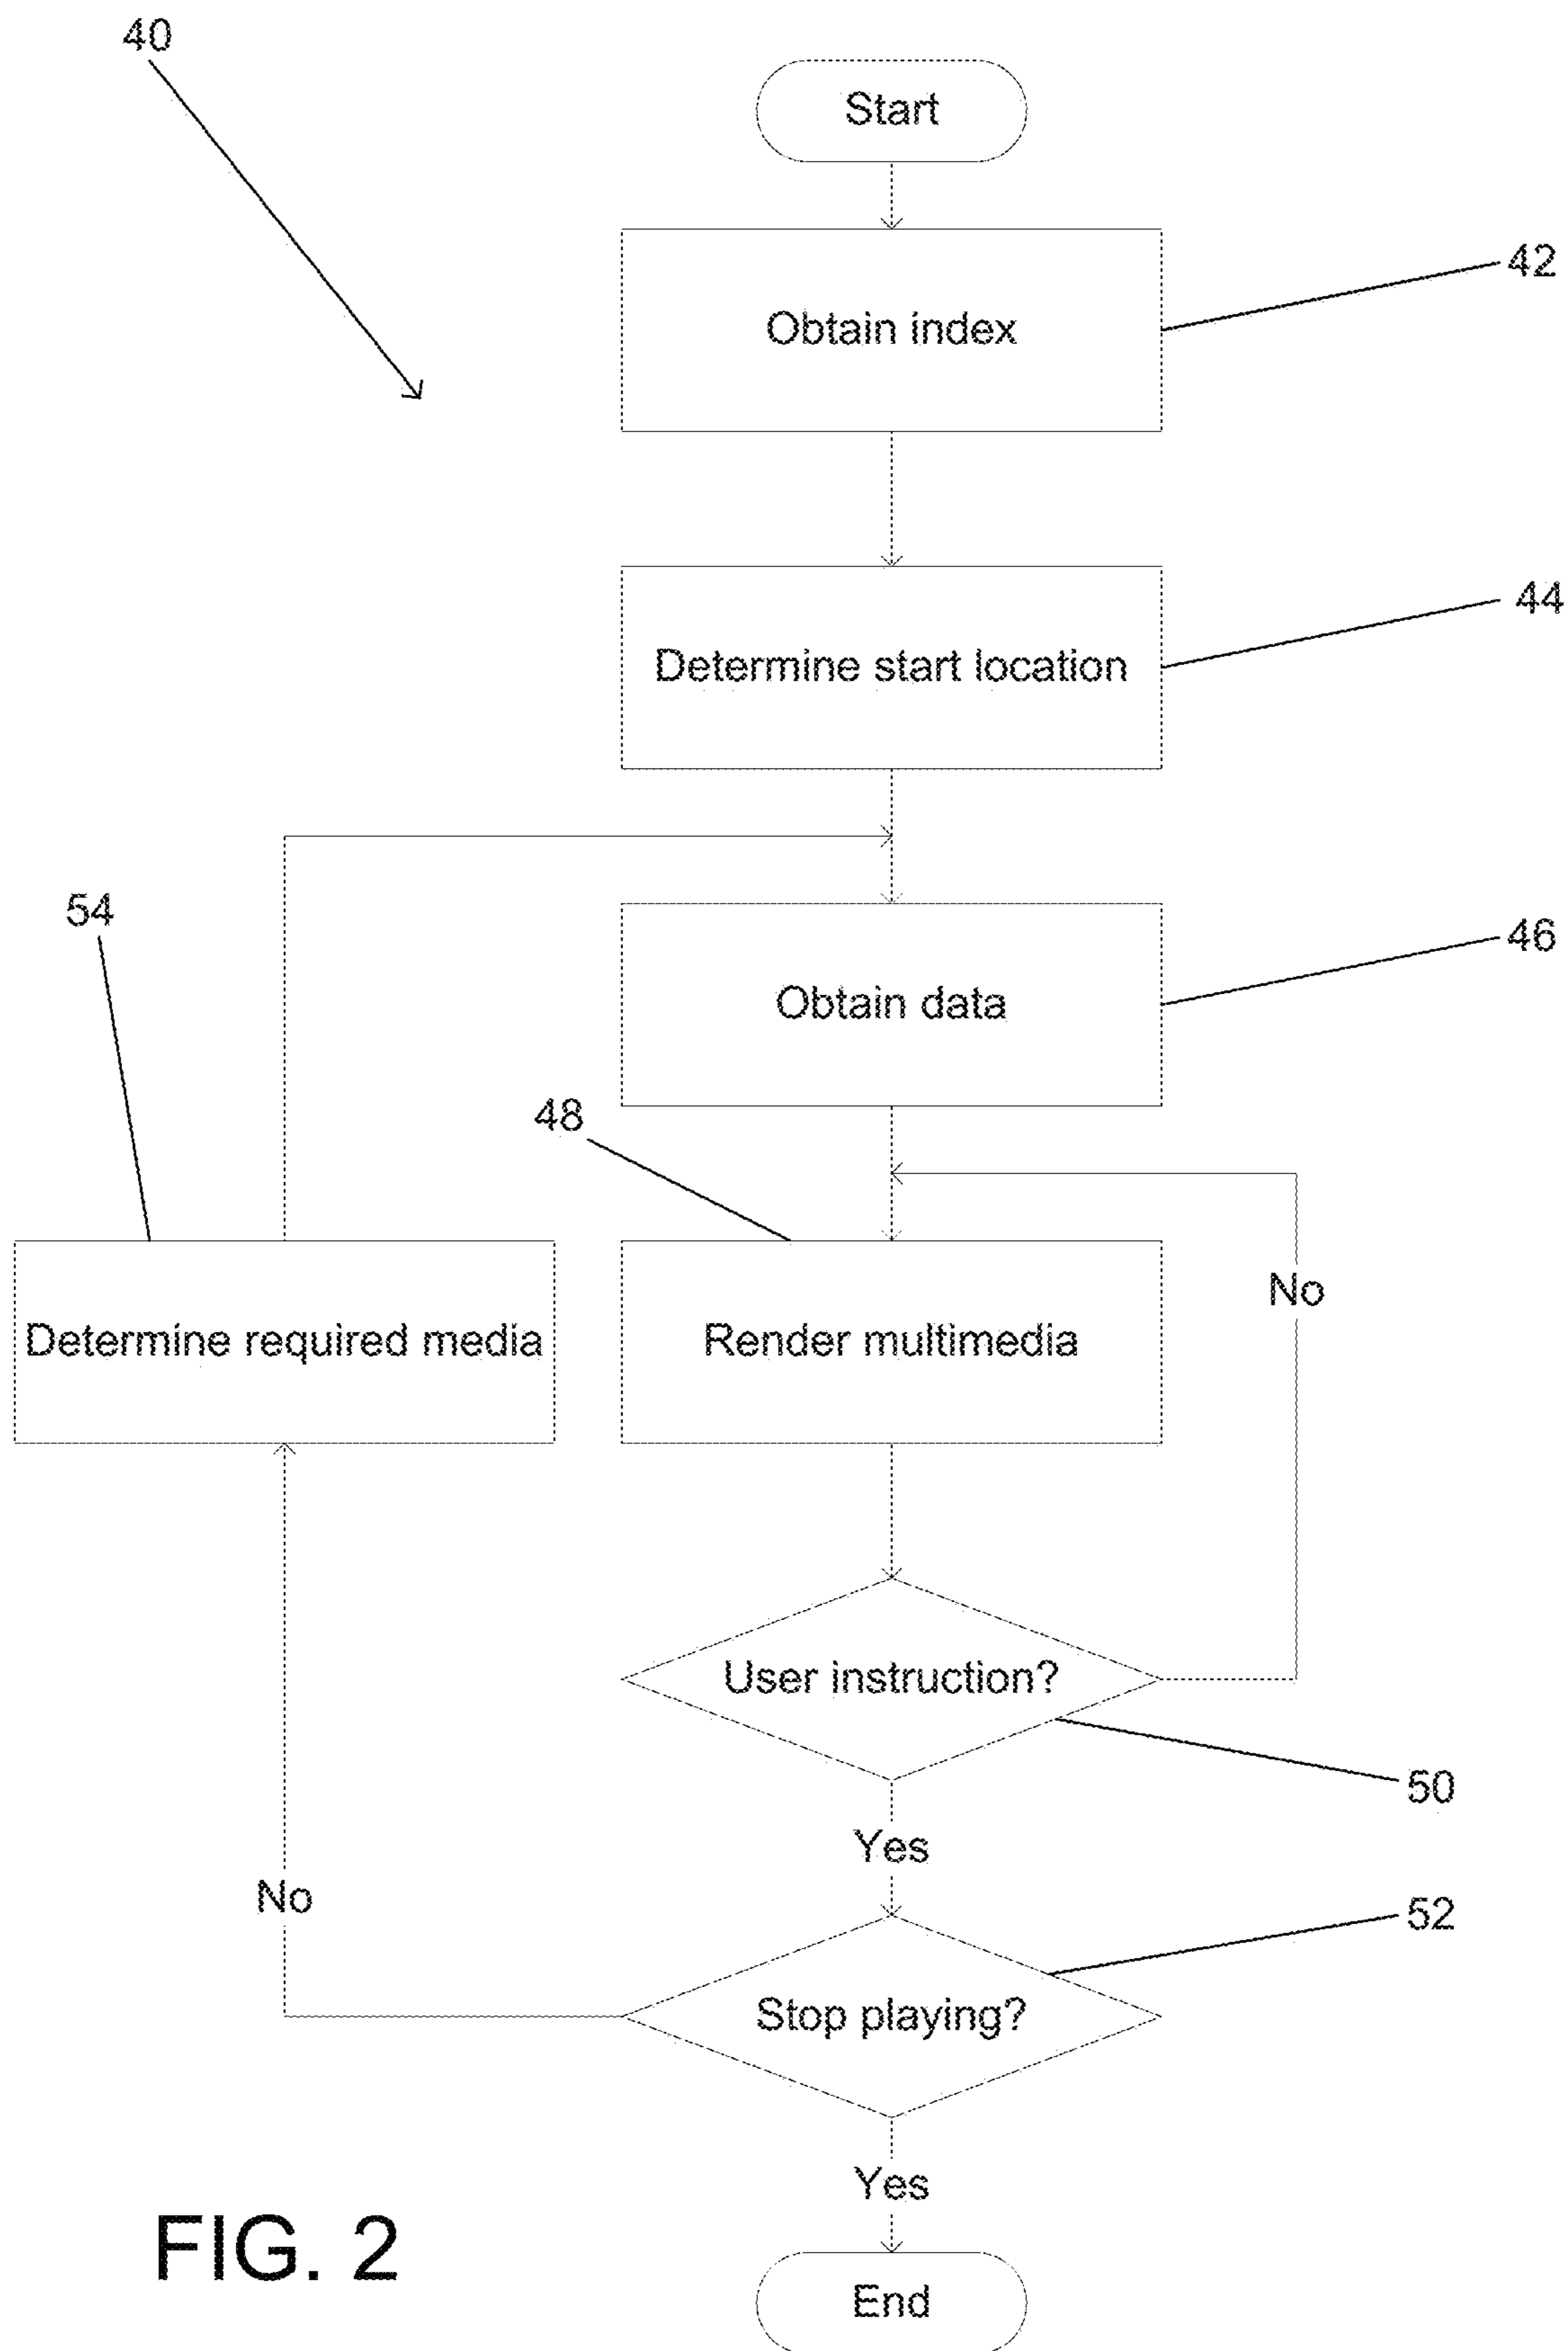 40
Start
Obtain index
42
Determine start location
44
54
Obtain data
46
48
Determine required media
Render multimedia
No
User instruction?
50
Yes
No
52
Stop playing?
Yes
FIG. 2
End